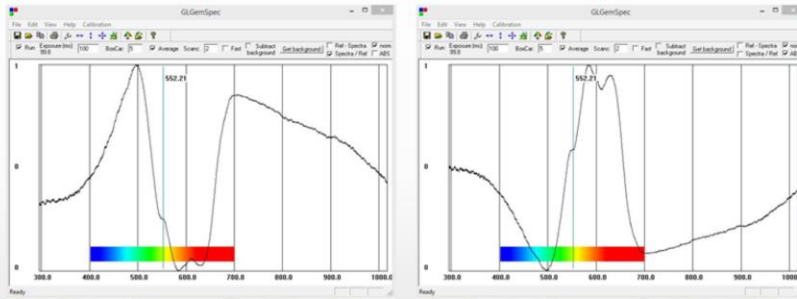 GLGemSpec
File Edit View Help Calibration
Run Exposure (ms) 100 BoxCar: 5 Average Scans: 2 Fast Subtract background Get background Ref - Spectra Spectra / Ref norm ABS
99.9
1
552.21
0
0
300.0 400.0 500.0 600.0 700.0 800.0 900.0 1000.0
Ready
GLGemSpec
File Edit View Help Calibration
Run Exposure (ms) 100 BoxCar: 5 Average Scans: 2 Fast Subtract background Get background Ref - Spectra Spectra / Ref nom
99.9
1
552.21
0
0
300.0 400.0 500.0 600.0 700.0 800.0 900.0 1000.0
Ready